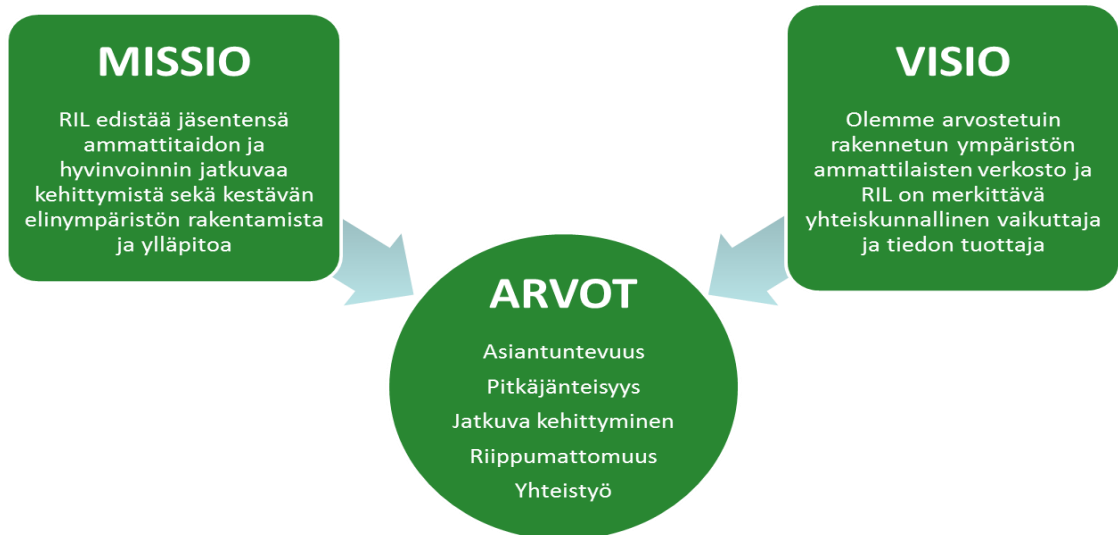 MISSIO
RIL edistää jäsentensä
ammattitaidon ja
hyvinvoinnin jatkuvaa
kehittymistä sekä kestävän
elinympäristön rakentamista
ja ylläpitoa
VISIO
Olemme arvostetuin
rakennetun ympäristön
ammattilaisten verkosto ja
RIL on merkittävä
yhteiskunnallinen vaikuttaja
ja tiedon tuottaja
ARVOT
Asiantuntevuus
Pitkäjänteisyys
Jatkuva kehittyminen
Riippumattomuus
Yhteistyö